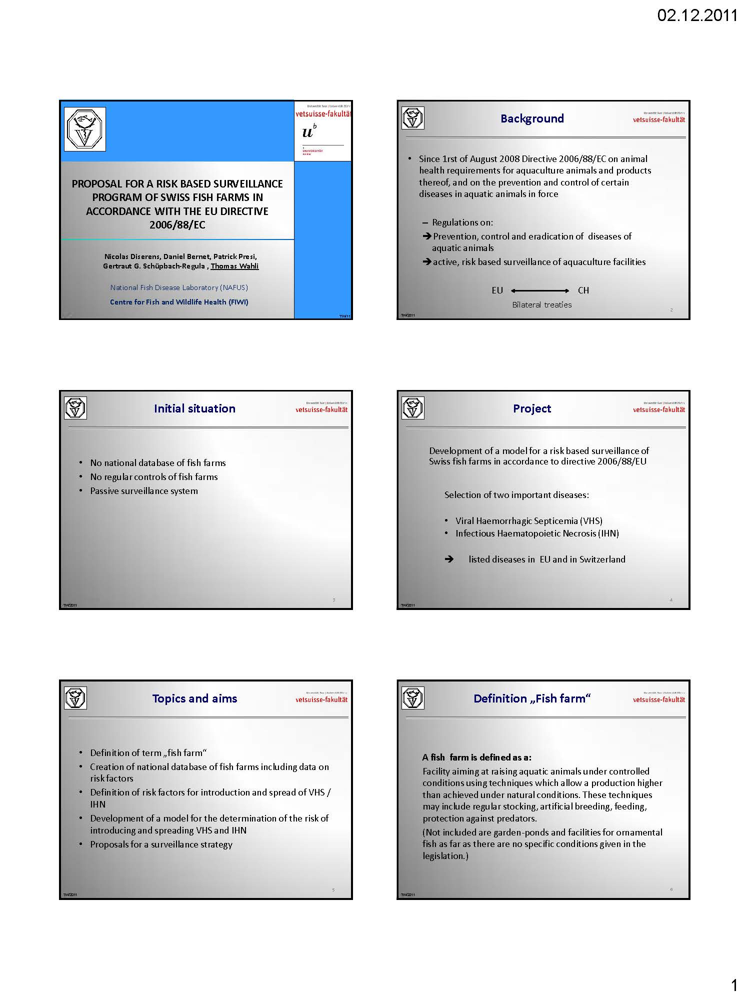 02.12.2011
Universität Bern | Universität Zürich
vetsuisse-fakultät
u b
UNIVERSITÄT
BERN
PROPOSAL FOR A RISK BASED SURVEILLANCE
PROGRAM OF SWISS FISH FARMS IN
ACCORDANCE WITH THE EU DIRECTIVE
2006/88/EC
Nicolas Diserens, Daniel Bernet, Patrick Presi,
Gertraut G. Schüpbach-Regula , Thomas Wahli
National Fish Disease Laboratory (NAFUS)
Centre for Fish and Wildlife Health (FIWI)
TW/11
Background
Universität Bern | Universität Zürich
vetsuisse-fakultät
• Since 1rst of August 2008 Directive 2006/88/EC on animal
health requirements for aquaculture animals and products
thereof, and on the prevention and control of certain
diseases in aquatic animals in force
– Regulations on:
➔ Prevention, control and eradication of diseases of
aquatic animals
➔ active, risk based surveillance of aquaculture facilities
EU ↔ CH
Bilateral treaties
2
TW/2011
Initial situation
Universität Bern | Universität Zürich
vetsuisse-fakultät
• No national database of fish farms
• No regular controls of fish farms
• Passive surveillance system
3
TW/2011
Project
Universität Bern | Universität Zürich
vetsuisse-fakultät
Development of a model for a risk based surveillance of
Swiss fish farms in accordance to directive 2006/88/EU
Selection of two important diseases:
• Viral Haemorrhagic Septicemia (VHS)
• Infectious Haematopoietic Necrosis (IHN)
➔ listed diseases in EU and in Switzerland
4
TW/2011
Topics and aims
Universität Bern | Universität Zürich
vetsuisse-fakultät
• Definition of term „fish farm“
• Creation of national database of fish farms including data on
risk factors
• Definition of risk factors for introduction and spread of VHS /
IHN
• Development of a model for the determination of the risk of
introducing and spreading VHS and IHN
• Proposals for a surveillance strategy
5
TW/2011
Definition „Fish farm“
Universität Bern | Universität Zürich
vetsuisse-fakultät
A fish farm is defined as a:
Facility aiming at raising aquatic animals under controlled
conditions using techniques which allow a production higher
than achieved under natural conditions. These techniques
may include regular stocking, artificial breeding, feeding,
protection against predators.
(Not included are garden-ponds and facilities for ornamental
fish as far as there are no specific conditions given in the
legislation.)
6
TW/2011
1